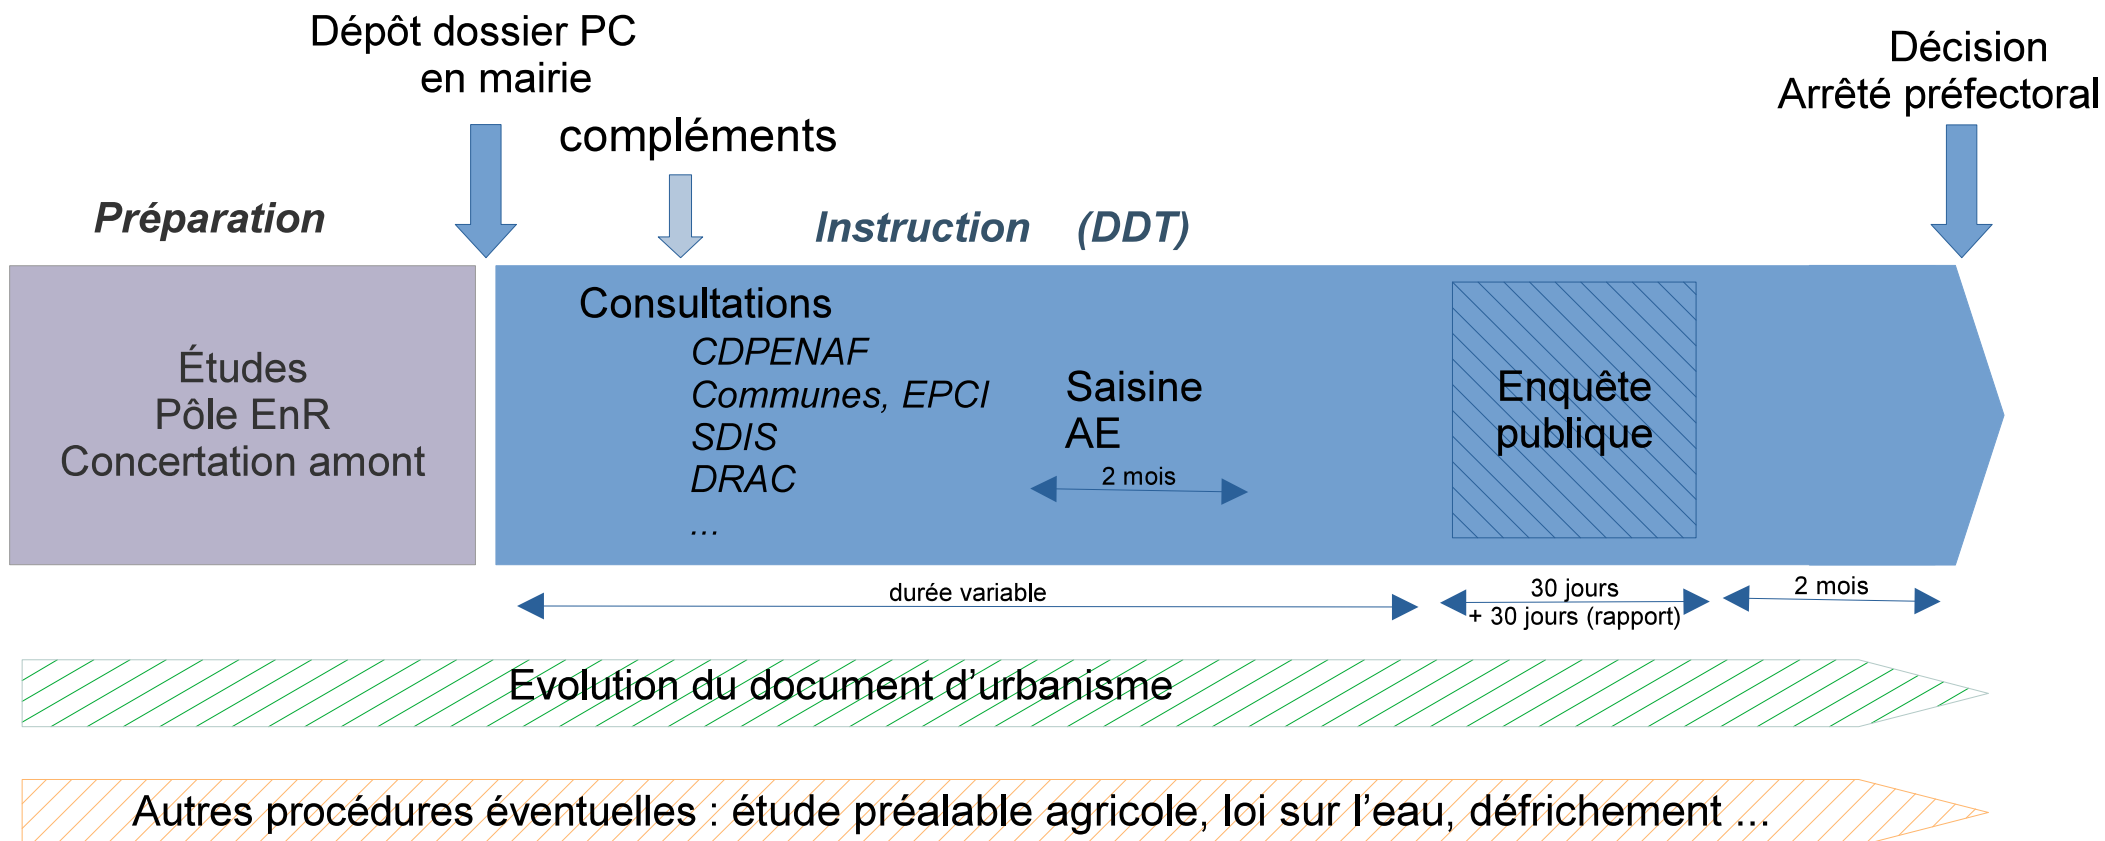 Dépôt dossier PC
en mairie
Décision
Arrêté préfectoral
compléments
Préparation
Instruction (DDT)
Études
Pôle EnR
Concertation amont
Consultations
CDPENAF
Communes, EPCI
SDIS
DRAC
...
Saisine
AE
2 mois
Enquête
publique
durée variable
30 jours
+ 30 jours (rapport)
2 mois
Evolution du document d’urbanisme
Autres procédures éventuelles : étude préalable agricole, loi sur l’eau, défrichement ...